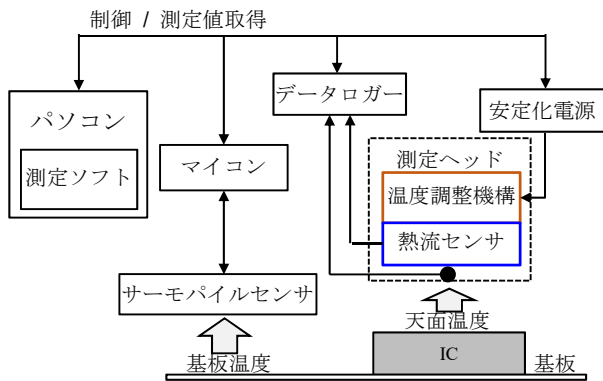 制御 / 測定値取得
パソコン
測定ソフト
マイコン
データロガー
安定化電源
測定ヘッド
温度調整機構
熱流センサ
サーモパイルセンサ
天面温度
基板温度
IC
基板